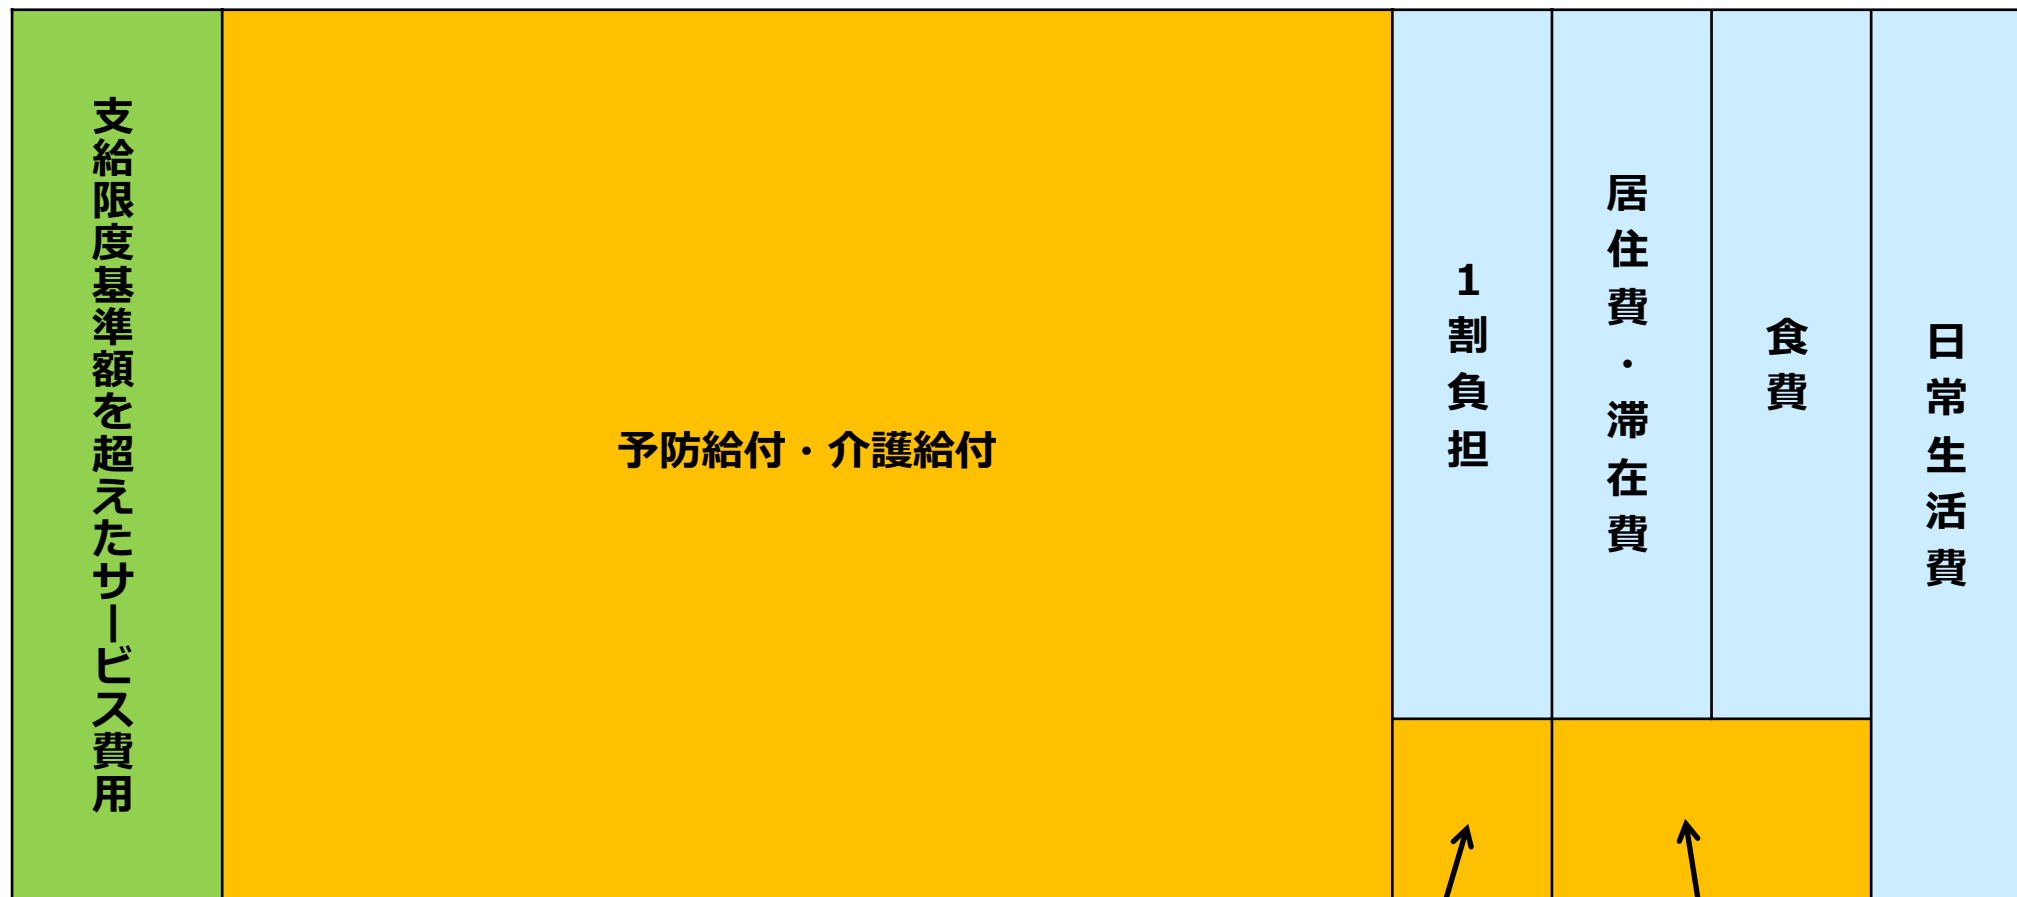 支給限度基準額を超えたサービス費用
予防給付・介護給付
1割負担
居住費・滞在費
食費
日常生活費